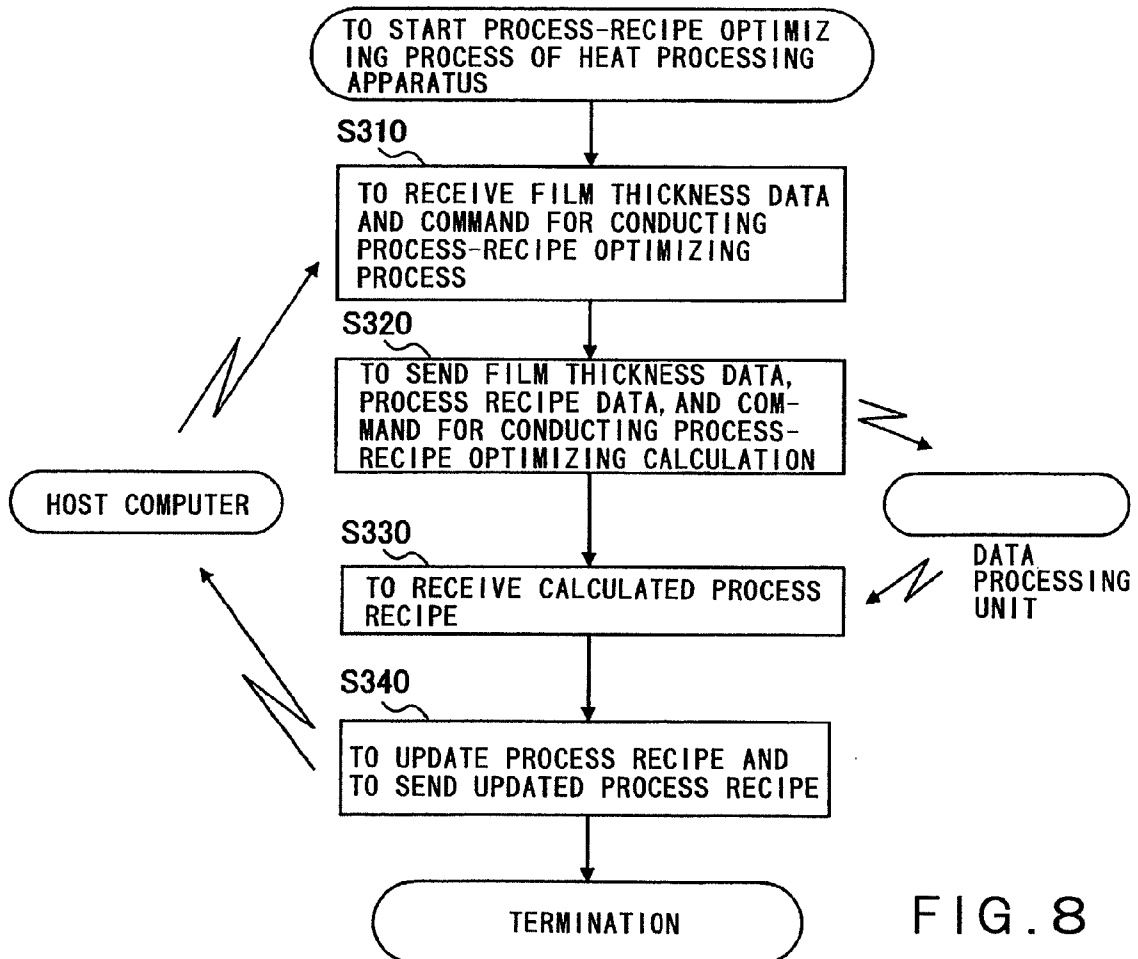 TO START PROCESS-RECIPE OPTIMIZ
ING PROCESS OF HEAT PROCESSING
APPARATUS
S310
TO RECEIVE FILM THICKNESS DATA
AND COMMAND FOR CONDUCTING
PROCESS-RECIPE OPTIMIZING
PROCESS
S320
TO SEND FILM THICKNESS DATA,
PROCESS RECIPE DATA, AND COM-
MAND FOR CONDUCTING PROCESS-
RECIPE OPTIMIZING CALCULATION
HOST COMPUTER
S330
TO RECEIVE CALCULATED PROCESS
RECIPE
DATA
PROCESSING
UNIT
S340
TO UPDATE PROCESS RECIPE AND
TO SEND UPDATED PROCESS RECIPE
TERMINATION
FIG.8